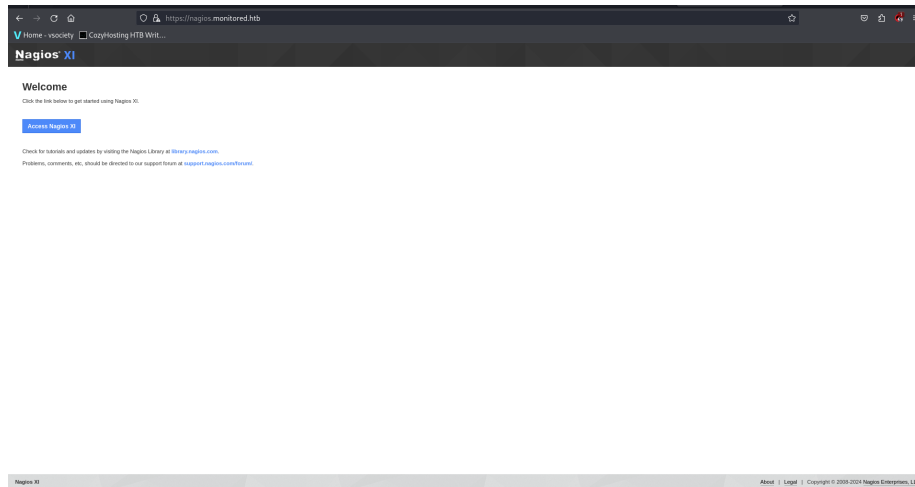 https://nagios.monitored.htb
Home - vsociety CozyHosting HTB Writ...
Nagios XI
Welcome
Click the link below to get started using Nagios XI.
Access Nagios XI
Check for tutorials and updates by visiting the Nagios Library at library.nagios.com.
Problems, comments, etc, should be directed to our support forum at support.nagios.com/forum/.
Nagios XI About | Legal | Copyright © 2008-2024 Nagios Enterprises, LL